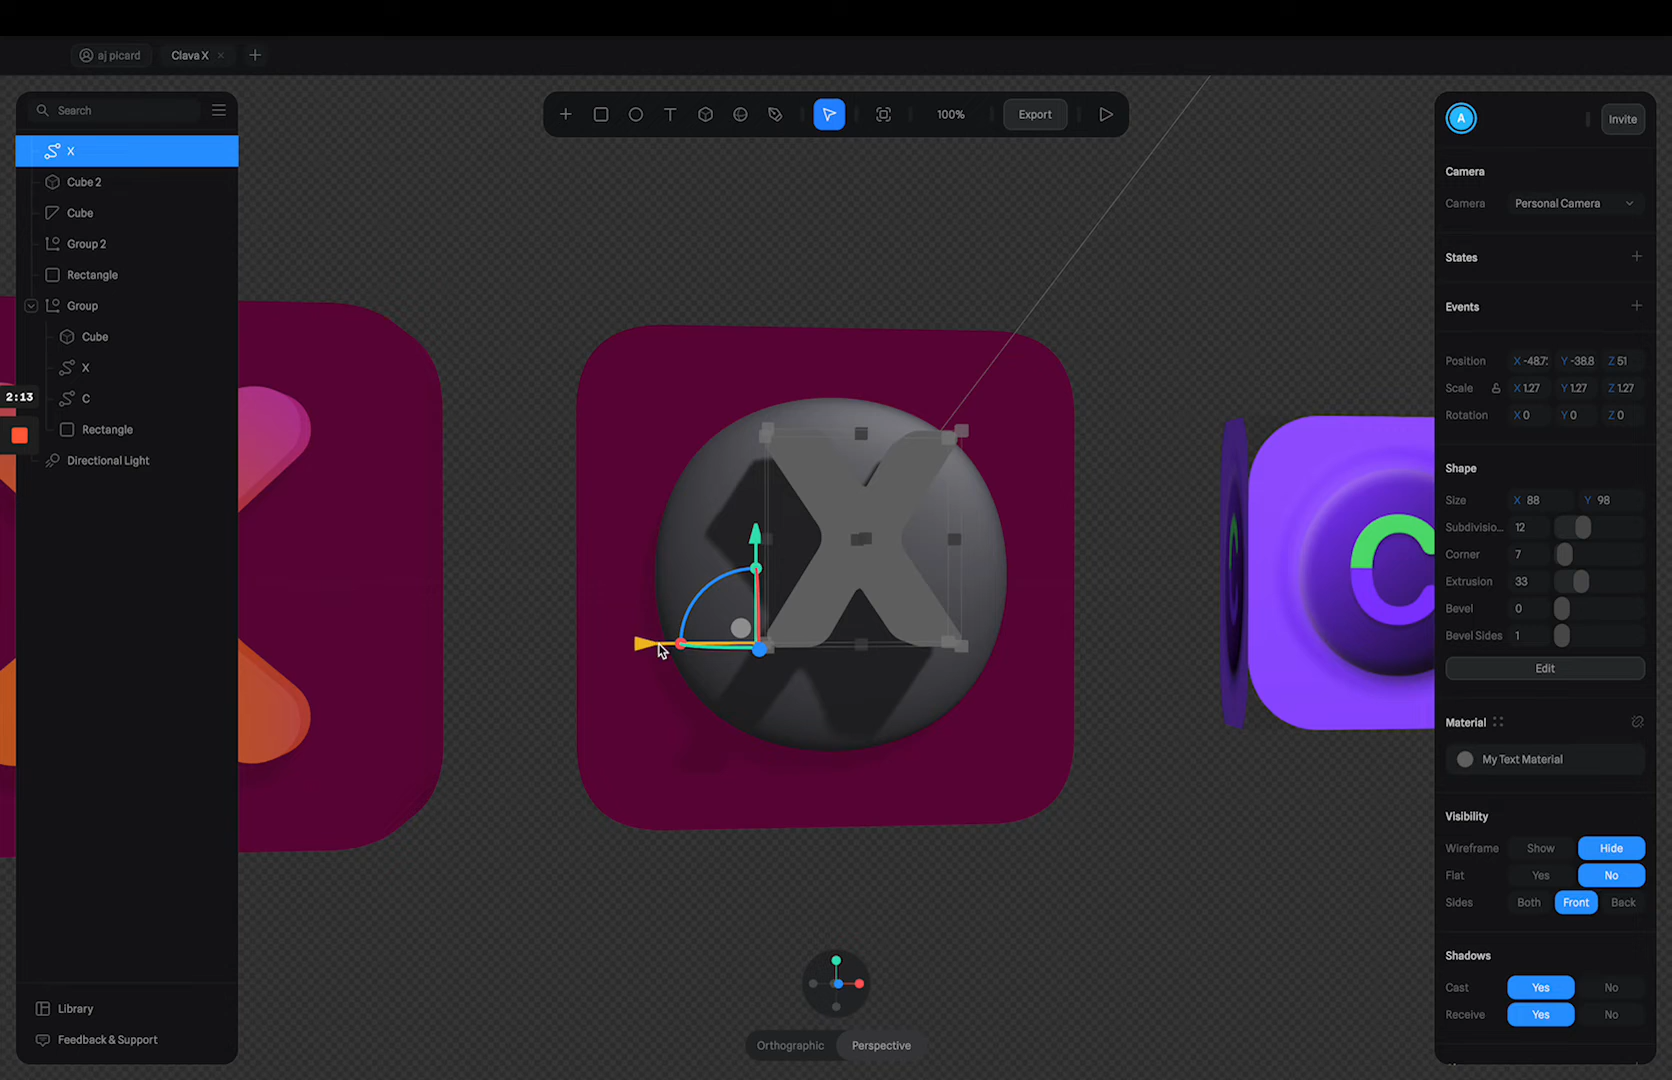 aj picard
Clava X
Search
X
Cube 2
Cube
Group 2
Rectangle
Group
Cube
X
C
Rectangle
Directional Light
2:13
Library
Feedback & Support
T
100%
Export
X
C
Orthographic
Perspective
A
Invite
Camera
Camera Personal Camera
States
Events
Position X -48.7 Y -38.8 Z 51
Scale X 1.27 Y 1.27 Z 1.27
Rotation X 0 Y 0 Z 0
Shape
Size X 88 Y 98
Subdivisio... 12
Corner 7
Extrusion 33
Bevel 0
Bevel Sides 1
Edit
Material
My Text Material
Visibility
Wireframe Show Hide
Flat Yes No
Sides Both Front Back
Shadows
Cast Yes No
Receive Yes No